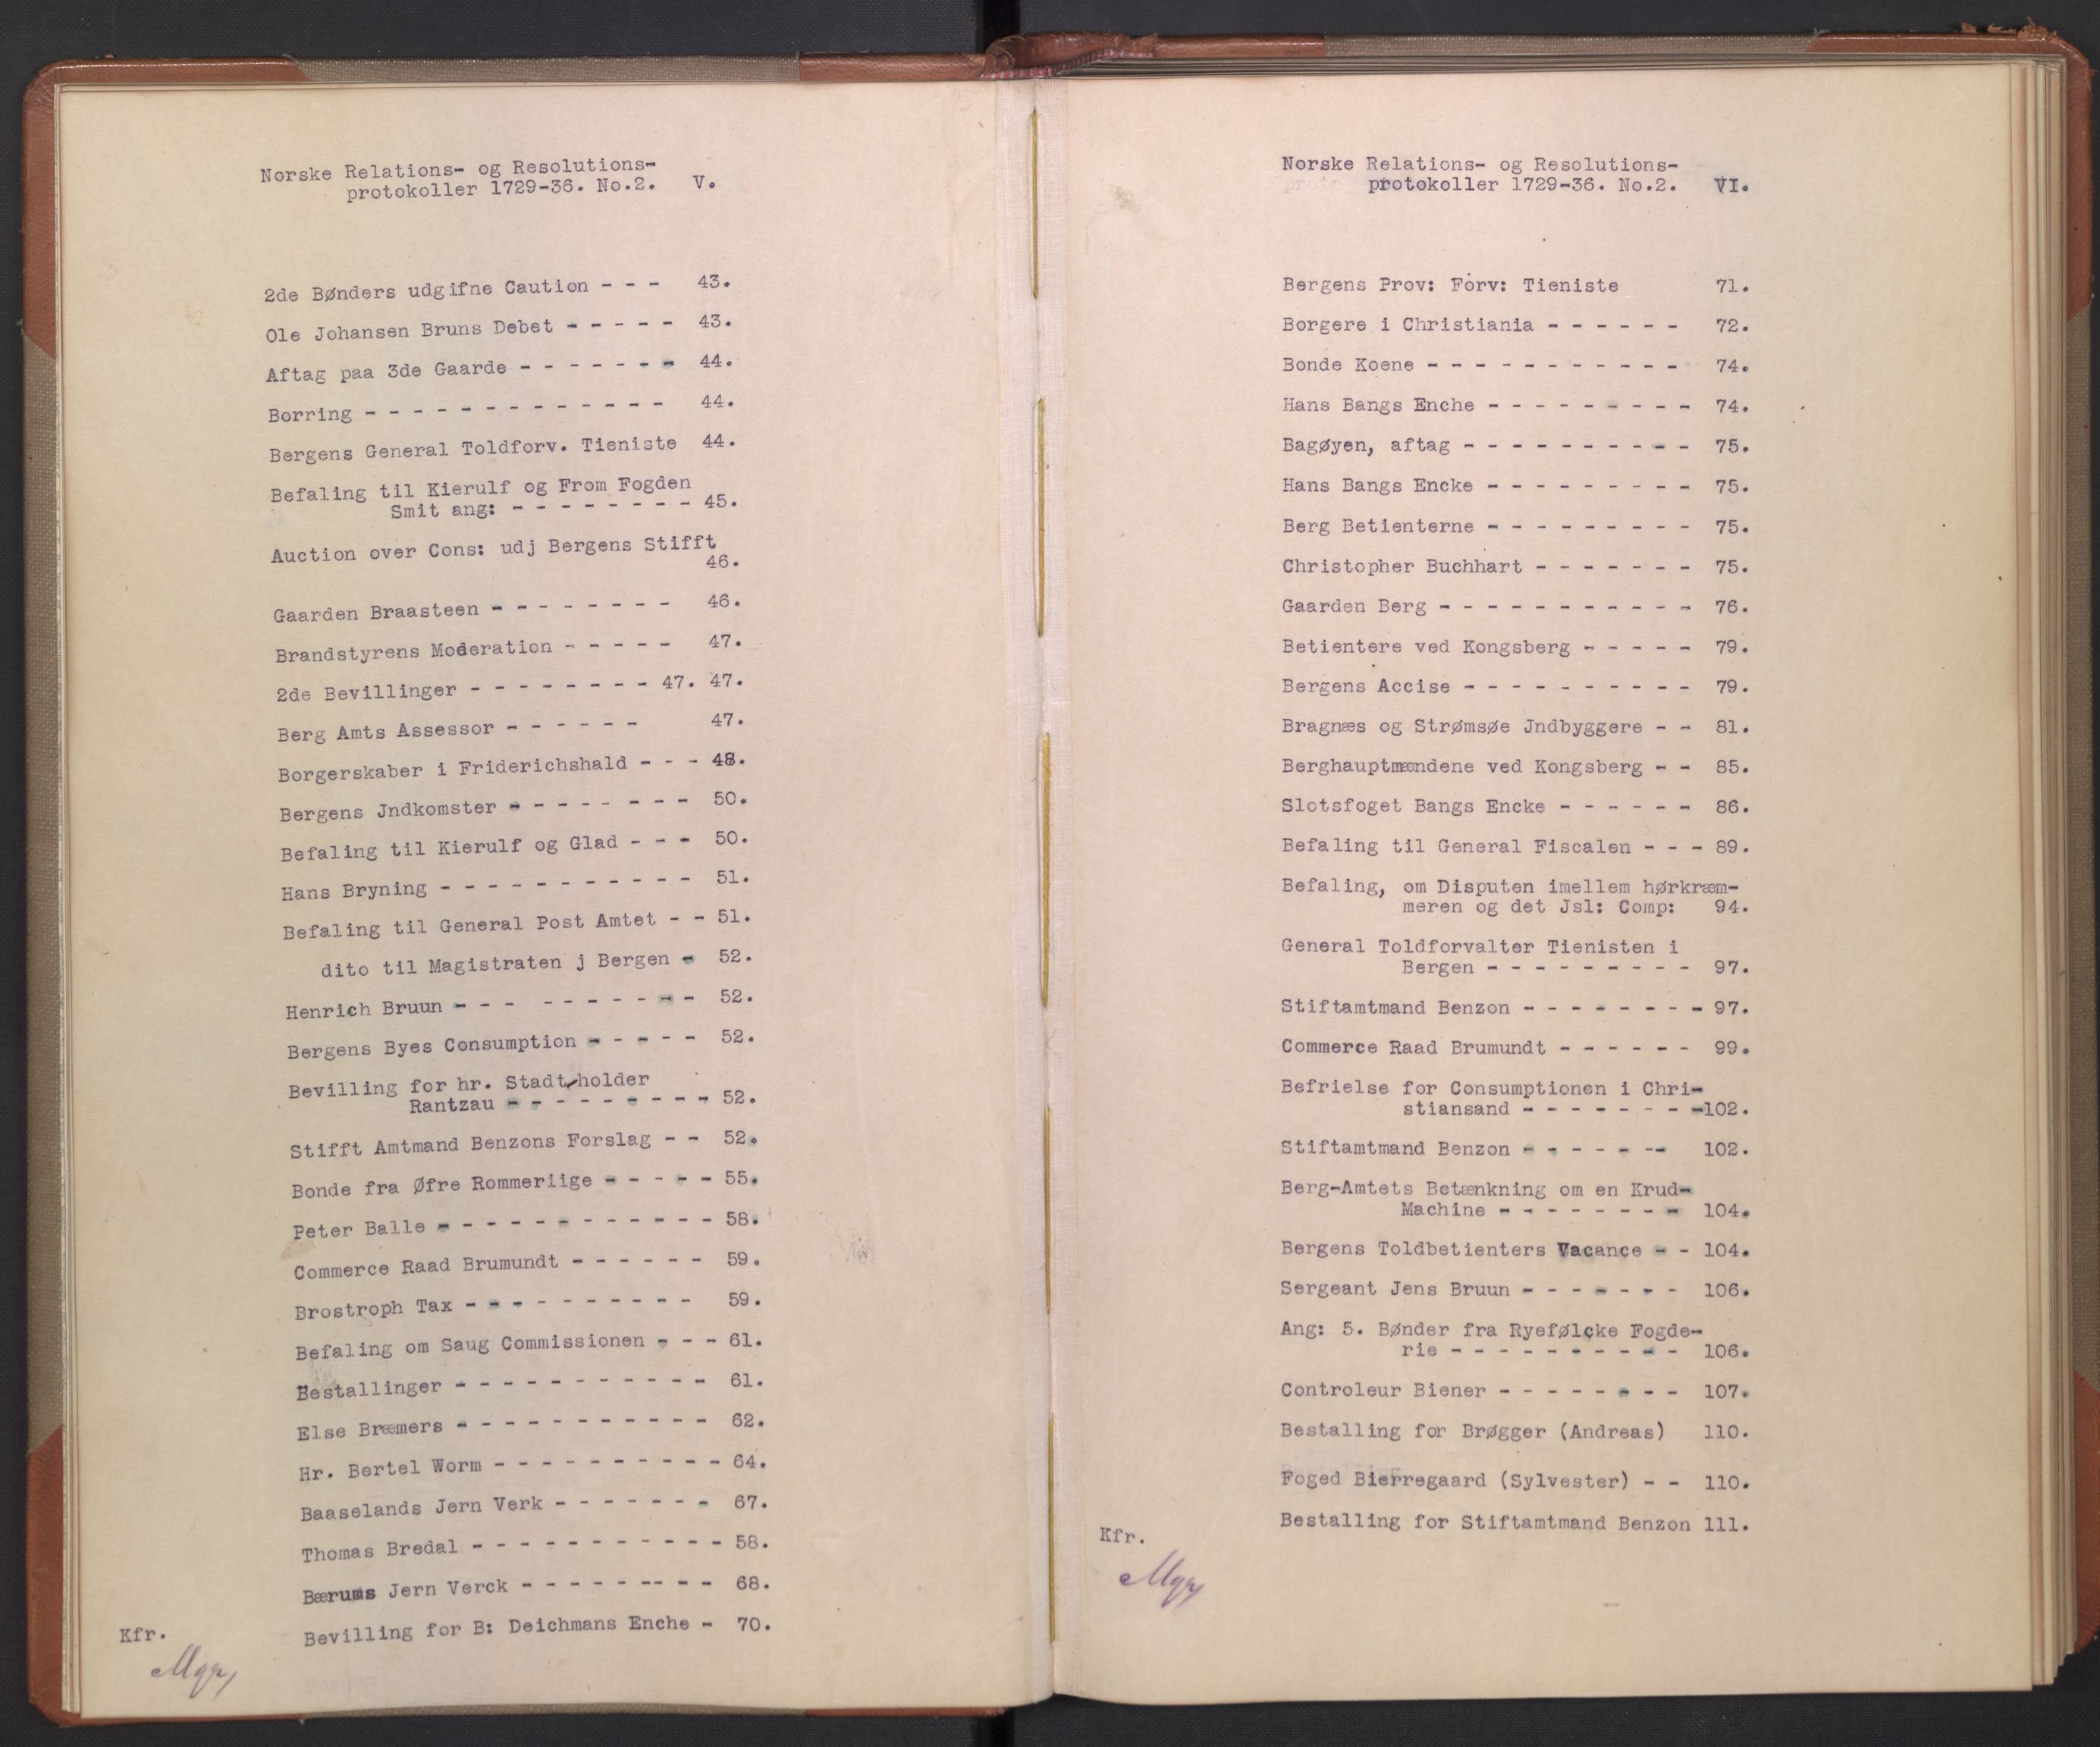 Norske Relations- og Resolutions-
protokoller 1729-36. No.2. V.
2de Bønders udgifne Caution - - - 43.
Ole Johansen Bruns Debet - - - - - 43.
Aftag paa 3de Gaarde - - - - - - - 44.
Borring - - - - - - - - - - - - - 44.
Bergens General Toldforv. Tieniste 44.
Befaling til Kierulf og From Fogden
Smit ang: - - - - - - - - 45.
Auction over Cons: udj Bergens Stifft
46.
Gaarden Braasteen - - - - - - - - 46.
Brandstyrens Moderation - - - - - 47.
2de Bevillinger - - - - - - - - 47. 47.
Berg Amts Assessor - - - - - - 47.
Borgerskaber i Friderichshald - - - 48.
Bergens Jndkomster - - - - - - - - 50.
Befaling til Kierulf og Glad - - - 50.
Hans Bryning - - - - - - - - - - - 51.
Befaling til General Post Amtet - - 51.
dito til Magistraten j Bergen - 52.
Henrich Bruun - - - - - - - - - - 52.
Bergens Byes Consumption - - - - - 52.
Bevilling for hr. Stadt/holder
Rantzau - - - - - - - - - 52.
Stifft Amtmand Benzons Forslag - - 52.
Bonde fra Øfre Rommeriige - - - - - 55.
Peter Balle - - - - - - - - - - - - 58.
Commerce Raad Brumundt - - - - - - 59.
Brostroph Tax - - - - - - - - - - 59.
Befaling om Saug Commissionen - - - 61.
Bestallinger - - - - - - - - - - - 61.
Else Bræmers - - - - - - - - - - - 62.
Hr. Bertel Worm - - - - - - - - - - 64.
Baaselands Jern Verk - - - - - - - 67.
Thomas Bredal - - - - - - - - - - - 58.
Bærums Jern Verck - - - - - -- - - 68.
Bevilling for B: Deichmans Enche - 70.
Kfr.
Norske Relations- og Resolutions-
protokoller 1729-36. No.2. VI.
Bergens Prov: Forv: Tieniste 71.
Borgere i Christiania - - - - - - 72.
Bonde Koene - - - - - - - - - - - 74.
Hans Bangs Enche - - - - - - - - - 74.
Bagøyen, aftag - - - - - - - - - - 75.
Hans Bangs Encke - - - - - - - - - 75.
Berg Betienterne - - - - - - - - - 75.
Christopher Buchhart - - - - - - - 75.
Gaarden Berg - - - - - - - - - - - 76.
Betientere ved Kongsberg - - - - - 79.
Bergens Accise - - - - - - - - - - 79.
Bragnæs og Strømsøe Jndbyggere - - 81.
Berghauptmændene ved Kongsberg - - 85.
Slotsfoget Bangs Encke - - - - - - 86.
Befaling til General Fiscalen - - - 89.
Befaling, om Disputen imellem hørkræm-
meren og det Jsl: Comp: 94.
General Toldforvalter Tienisten i
Bergen - - - - - - - - - 97.
Stiftamtmand Benzon - - - - - - - - 97.
Commerce Raad Brumundt - - - - - - 99.
Befrielse for Consumptionen i Chri-
stiansand - - - - - - - -102.
Stiftamtmand Benzon - - - - - -- 102.
Berg-Amtets Betænkning om en Krud-
Machine - - - - - - - - 104.
Bergens Toldbetienters Vacance - - 104.
Sergeant Jens Bruun - - - - - - - 106.
Ang: 5. Bønder fra Ryefølcke Fogde-
rie - - - - - - - - - - 106.
Controleur Biener - - - - - - - - 107.
Bestalling for Brøgger (Andreas) 110.
Foged Bierregaard (Sylvester) - - 110.
Bestalling for Stiftamtmand Benzon 111.
Kfr.